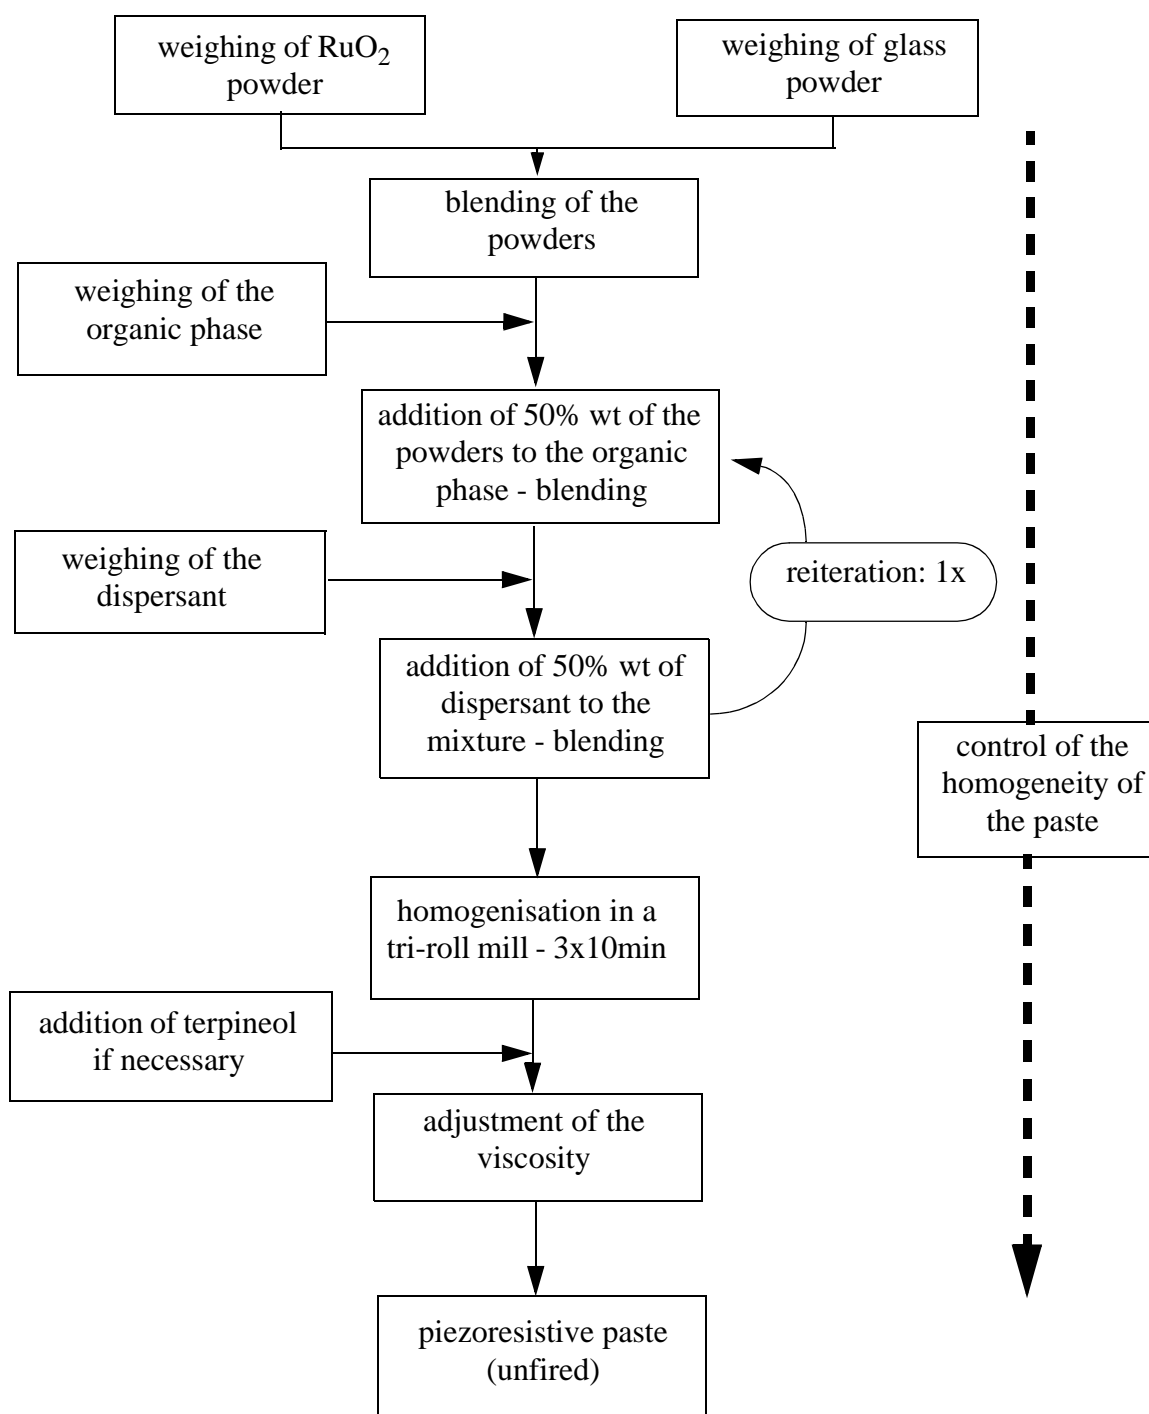 weighing of RuO2
powder
weighing of glass
powder
blending of the
powders
weighing of the
organic phase
addition of 50% wt of the
powders to the organic
phase - blending
weighing of the
dispersant
reiteration: 1x
addition of 50% wt of
dispersant to the
mixture - blending
control of the
homogeneity of
the paste
homogenisation in a
tri-roll mill - 3x10min
addition of terpineol
if necessary
adjustment of the
viscosity
piezoresistive paste
(unfired)